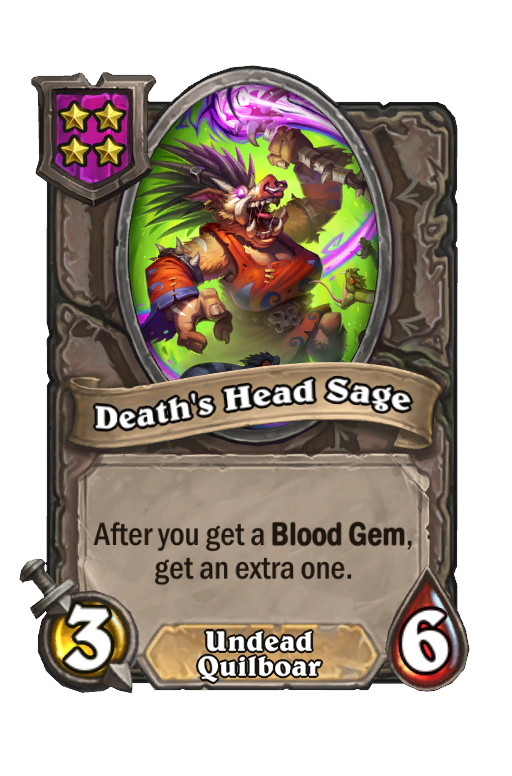 Death's Head Sage
After you get a Blood Gem,
get an extra one.
3
Undead
Quilboar
6